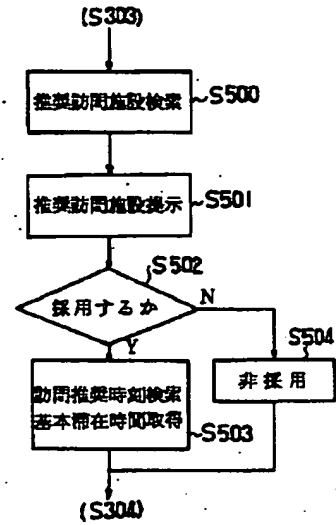 (S303)
推奨訪問施設検索
S500
推奨訪問施設提示
S501
S502
採用するか
N
Y
S504
訪問推奨時刻検索
基本滞在時間取得
S503
非採用
(S304)